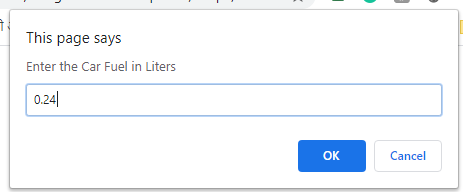 This page says
Enter the Car Fuel in Liters
0.24
OK Cancel